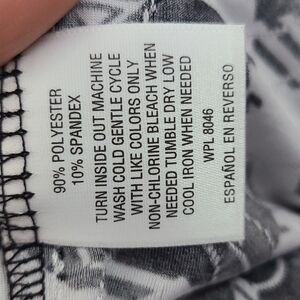 90% POLYESTER
10% SPANDEX
TURN INSIDE OUT MACHINE
WASH COLD GENTLE CYCLE
WITH LIKE COLORS ONLY
NON-CHLORINE BLEACH WHEN
NEEDED TUMBLE DRY LOW
COOL IRON WHEN NEEDED
WPL 8046
ESPAÑOL EN REVERSO